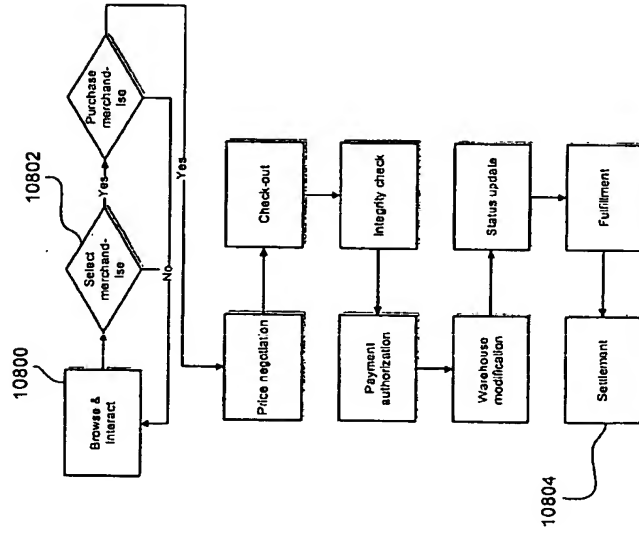 10800
Browse &
Interact
10802
Select
merchand-
ise
Yes
No
Purchase
merchand-
ise
Yes
Price negotiation
Check-out
Integrity check
Payment
authorization
Warehouse
modification
Status update
Fulfillment
Settlement
10804